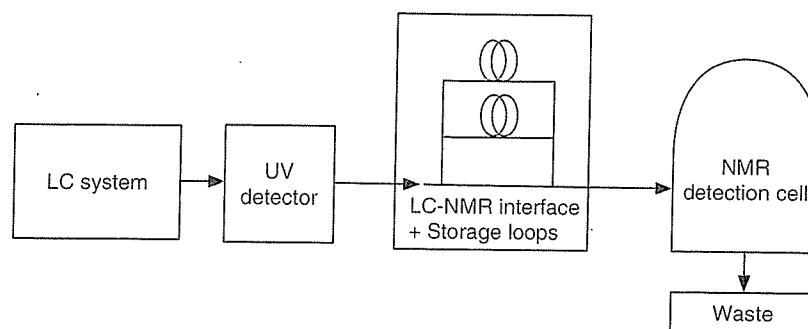 LC system
UV
detector
LC-NMR interface
+ Storage loops
NMR
detection cell
Waste